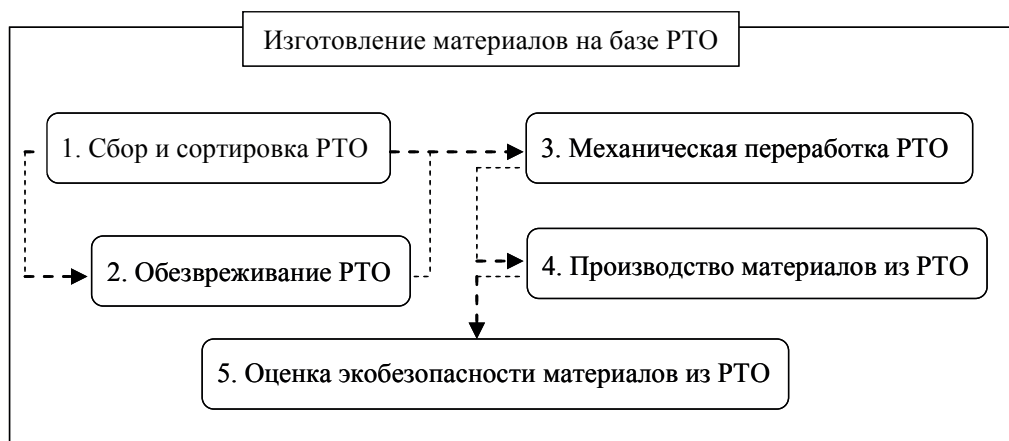 Изготовление материалов на базе РТО
1. Сбор и сортировка РТО
3. Механическая переработка РТО
2. Обезвреживание РТО
4. Производство материалов из РТО
5. Оценка экобезопасности материалов из РТО